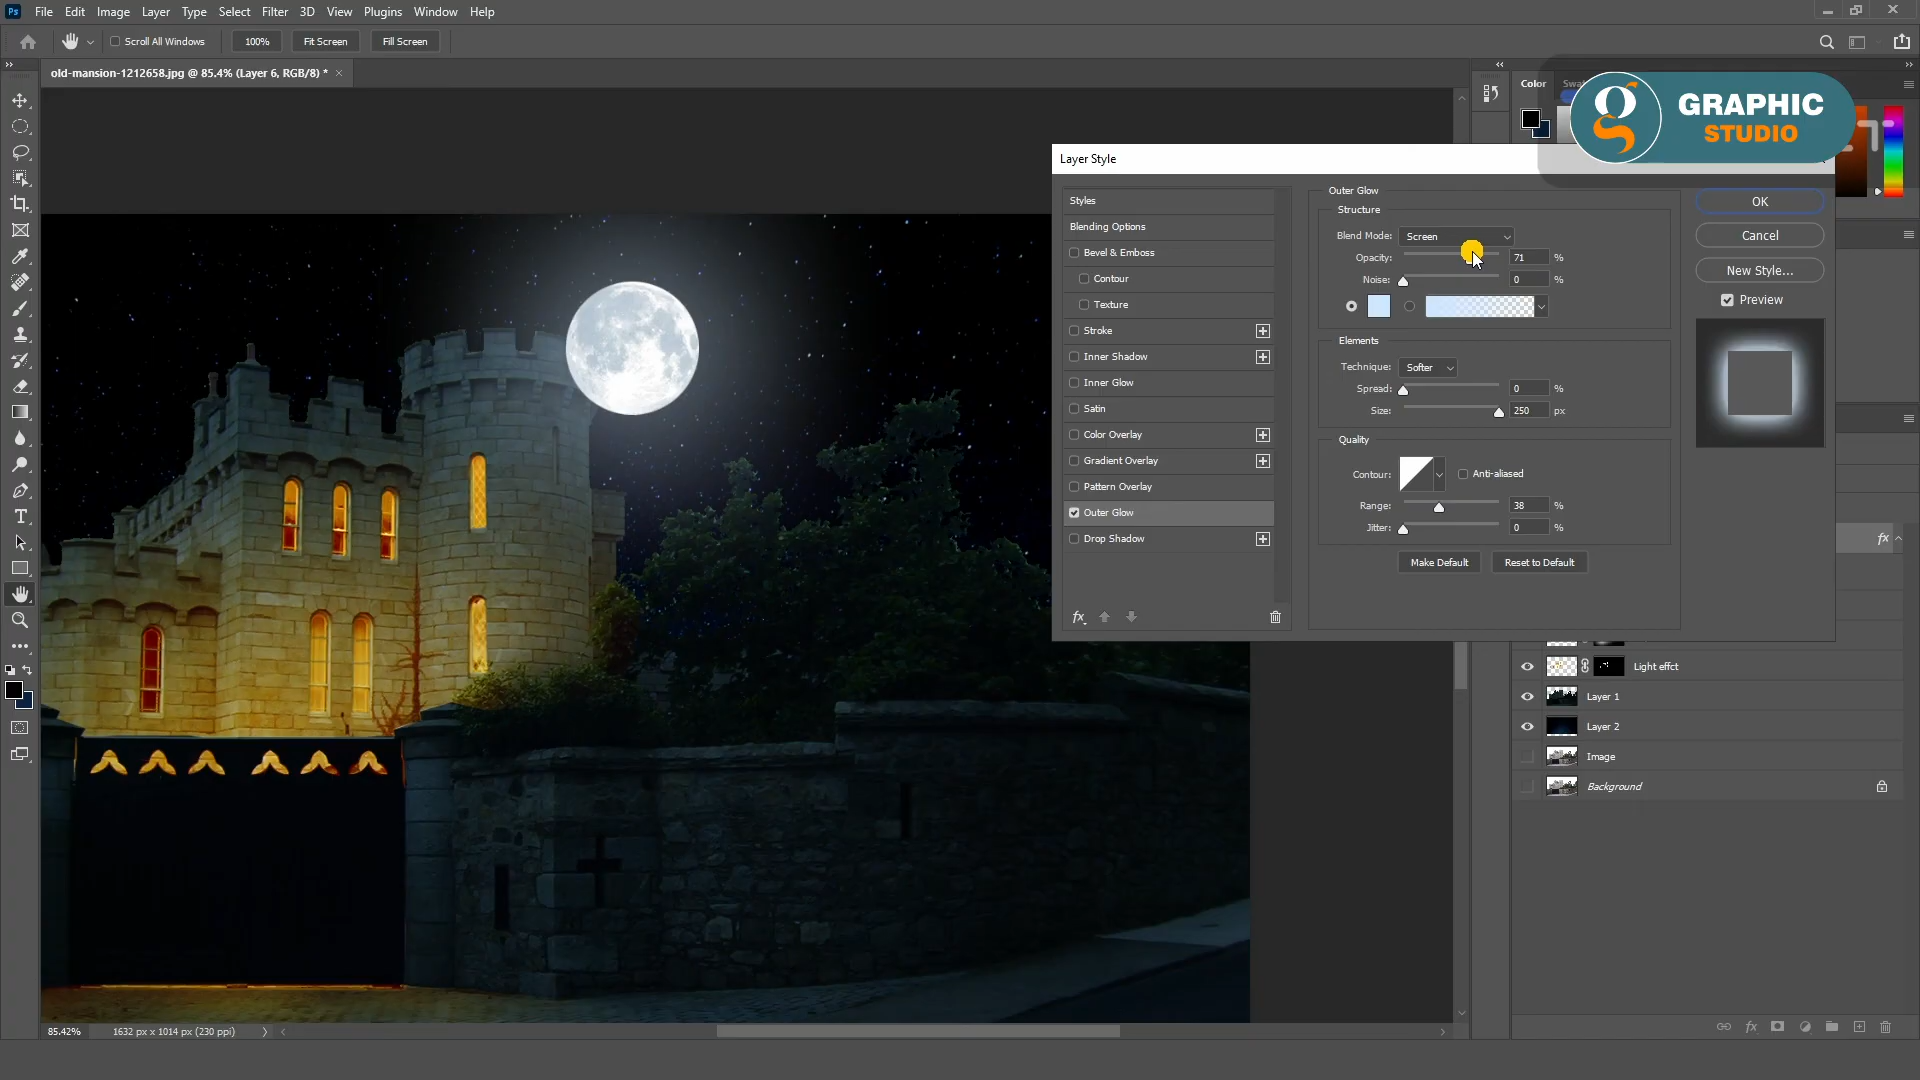 Ps File Edit Image Layer Type Select Filter 3D View Plugins Window Help
Scroll All Windows 100% Fit Screen Fill Screen
old-mansion-1212658.jpg @ 85.4% (Layer 6, RGB/8) * ×
Color
GRAPHIC
STUDIO
Layer Style
Styles
Blending Options
Bevel & Emboss
Contour
Texture
Stroke
Inner Shadow
Inner Glow
Satin
Color Overlay
Gradient Overlay
Pattern Overlay
Outer Glow
Drop Shadow
fx
Outer Glow
Structure
Blend Mode: Screen
Opacity: 71 %
Noise: 0 %
Elements
Technique: Softer
Spread: 0 %
Size: 250 px
Quality
Contour: Anti-aliased
Range: 38 %
Jitter: 0 %
Make Default Reset to Default
OK
Cancel
New Style...
Preview
fx
Light effct
Layer 1
Layer 2
Image
Background
85.42% 1632 px x 1014 px (230 ppi)
fx